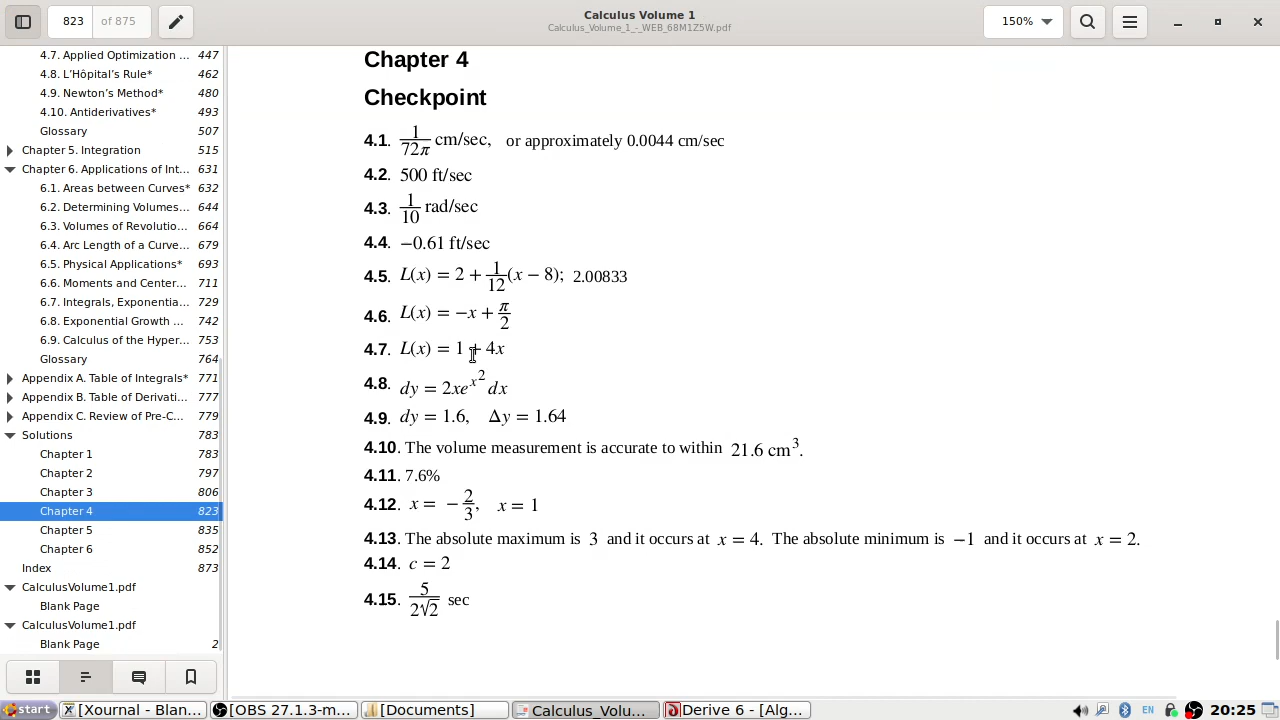 823 of 875
Calculus Volume 1
Calculus_Volume_1_-_WEB_68M1Z5W.pdf
150%
4.7. Applied Optimization ... 447
4.8. L'Hôpital's Rule* 462
4.9. Newton's Method* 480
4.10. Antiderivatives* 493
Glossary 507
Chapter 5. Integration 515
Chapter 6. Applications of Int... 631
6.1. Areas between Curves* 632
6.2. Determining Volumes... 644
6.3. Volumes of Revolutio... 664
6.4. Arc Length of a Curve... 679
6.5. Physical Applications* 693
6.6. Moments and Center... 711
6.7. Integrals, Exponentia... 729
6.8. Exponential Growth ... 742
6.9. Calculus of the Hyper... 753
Glossary 764
Appendix A. Table of Integrals* 771
Appendix B. Table of Derivati... 777
Appendix C. Review of Pre-C... 779
Solutions 783
Chapter 1 783
Chapter 2 797
Chapter 3 806
Chapter 4 823
Chapter 5 835
Chapter 6 852
Index 873
CalculusVolume1.pdf
Blank Page
CalculusVolume1.pdf
Blank Page 2
Chapter 4
Checkpoint
4.1. 1/(72π) cm/sec, or approximately 0.0044 cm/sec
4.2. 500 ft/sec
4.3. 1/10 rad/sec
4.4. −0.61 ft/sec
4.5. L(x) = 2 + 1/12(x − 8); 2.00833
4.6. L(x) = −x + π/2
4.7. L(x) = 1 + 4x
4.8. dy = 2xe^(x²) dx
4.9. dy = 1.6, Δy = 1.64
4.10. The volume measurement is accurate to within 21.6 cm³.
4.11. 7.6%
4.12. x = −2/3, x = 1
4.13. The absolute maximum is 3 and it occurs at x = 4. The absolute minimum is −1 and it occurs at x = 2.
4.14. c = 2
4.15. 5/(2√2) sec
start [Xournal - Blan... [OBS 27.1.3-m... [Documents] Calculus_Volu... [Derive 6 - [Alg... EN 20:25